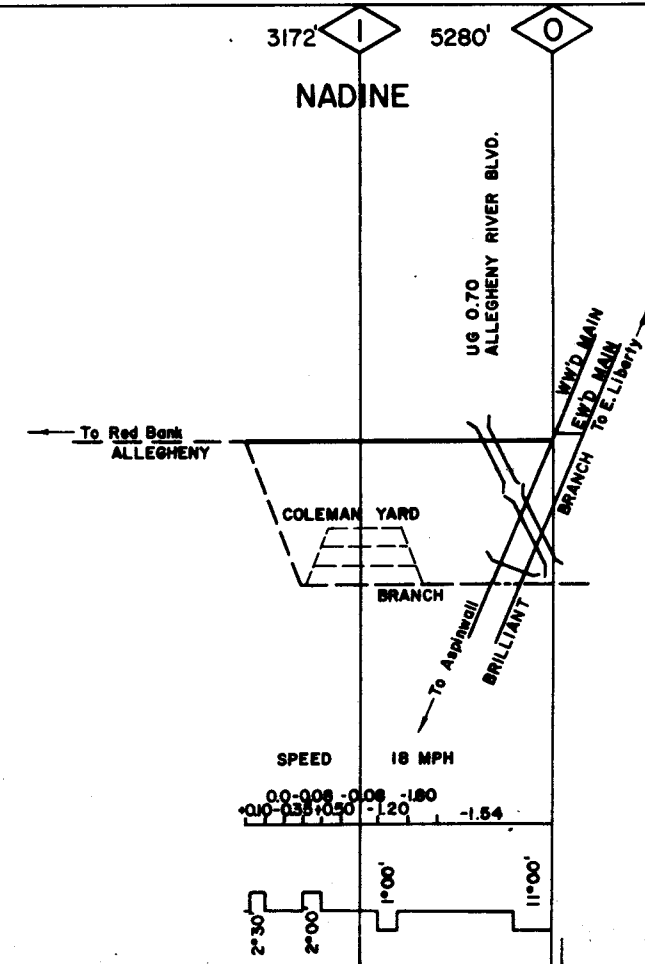 3172' 1 5280' 0
NADINE
UG 0.70
ALLEGHENY RIVER BLVD.
WW'D MAIN
EW'D MAIN
To E. Liberty
To Red Bank
ALLEGHENY
COLEMAN YARD
BRANCH
BRANCH
BRILLIANT
To Aspinwall
SPEED 18 MPH
0.0 -0.06 -0.06 -1.80
+0.10 -0.35 +0.50 -1.20 -1.54
2°30'
2°00'
1°00'
11°00'